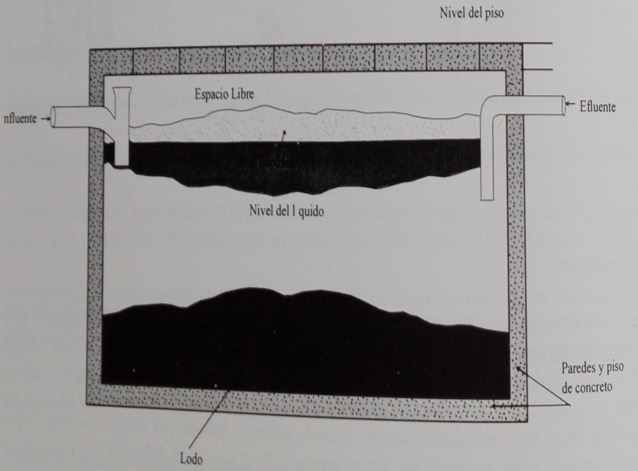 Nivel del piso
Espacio Libre
nfluente
Efluente
Nivel del l quido
Paredes y piso
de concreto
Lodo